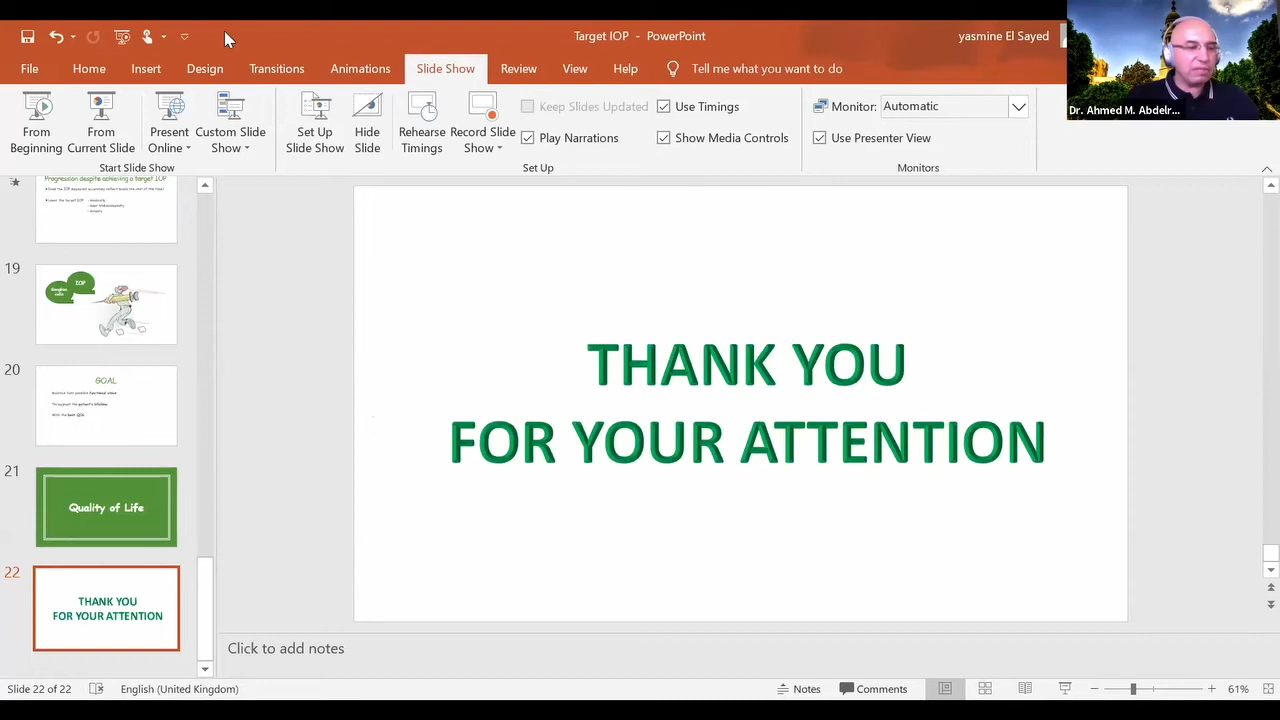 Target IOP - PowerPoint
yasmine El Sayed
File Home Insert Design Transitions Animations Slide Show Review View Help Tell me what you want to do
Dr. Ahmed M. Abdelr...
From Beginning
From Current Slide
Present Online
Custom Slide Show
Start Slide Show
Set Up Slide Show
Hide Slide
Rehearse Timings
Record Slide Show
Keep Slides Updated
Use Timings
Play Narrations
Show Media Controls
Set Up
Monitor: Automatic
Use Presenter View
Monitors
Progression despite achieving a target IOP
19
IOP
20
GOAL
21
Quality of Life
22
THANK YOU
FOR YOUR ATTENTION
THANK YOU
FOR YOUR ATTENTION
Click to add notes
Slide 22 of 22
English (United Kingdom)
Notes
Comments
61%